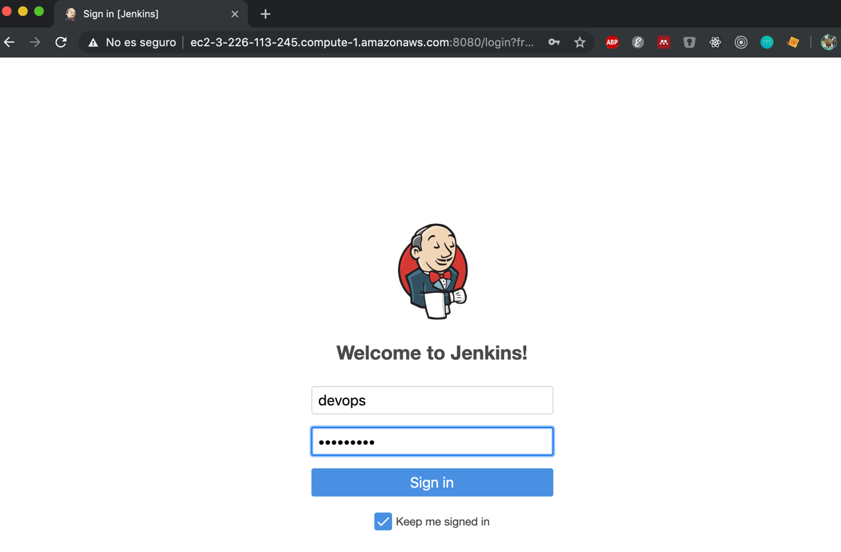 Sign in [Jenkins]
No es seguro
ec2-3-226-113-245.compute-1.amazonaws.com:8080/login?fr...
ABP
Welcome to Jenkins!
devops
•••••••••
Sign in
Keep me signed in